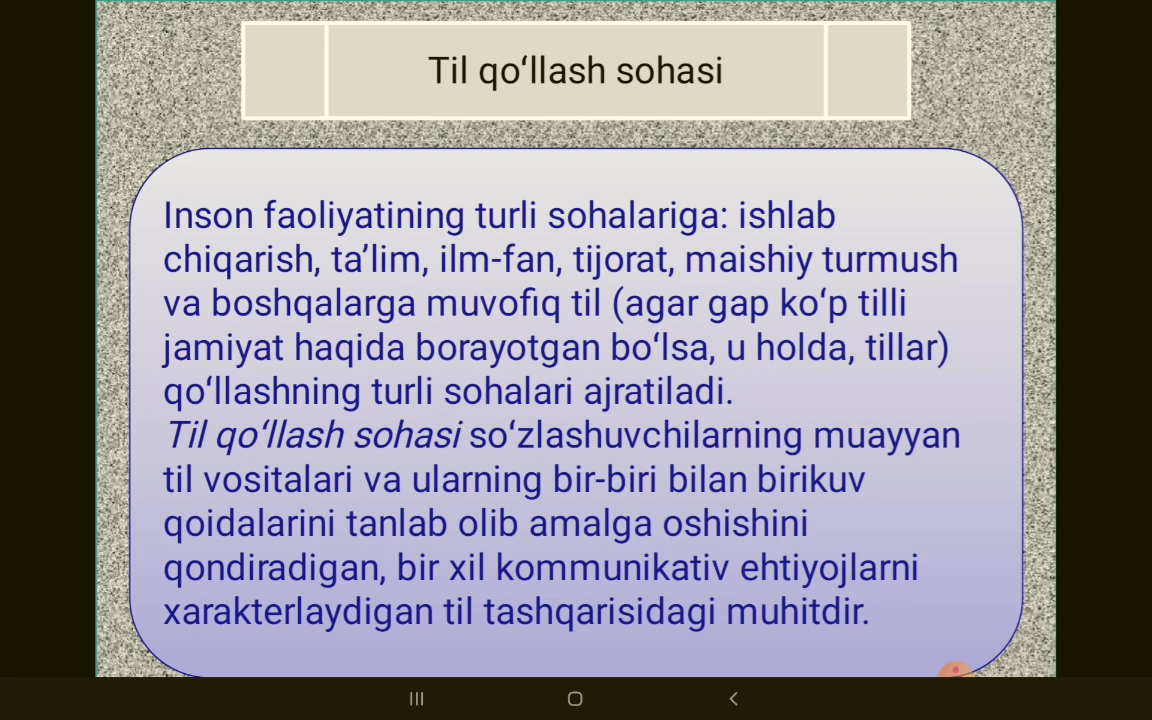 Til qo‘llash sohasi
Inson faoliyatining turli sohalariga: ishlab
chiqarish, ta’lim, ilm-fan, tijorat, maishiy turmush
va boshqalarga muvofiq til (agar gap ko‘p tilli
jamiyat haqida borayotgan bo‘lsa, u holda, tillar)
qo‘llashning turli sohalari ajratiladi.
Til qo‘llash sohasi so‘zlashuvchilarning muayyan
til vositalari va ularning bir-biri bilan birikuv
qoidalarini tanlab olib amalga oshishini
qondiradigan, bir xil kommunikativ ehtiyojlarni
xarakterlaydigan til tashqarisidagi muhitdir.